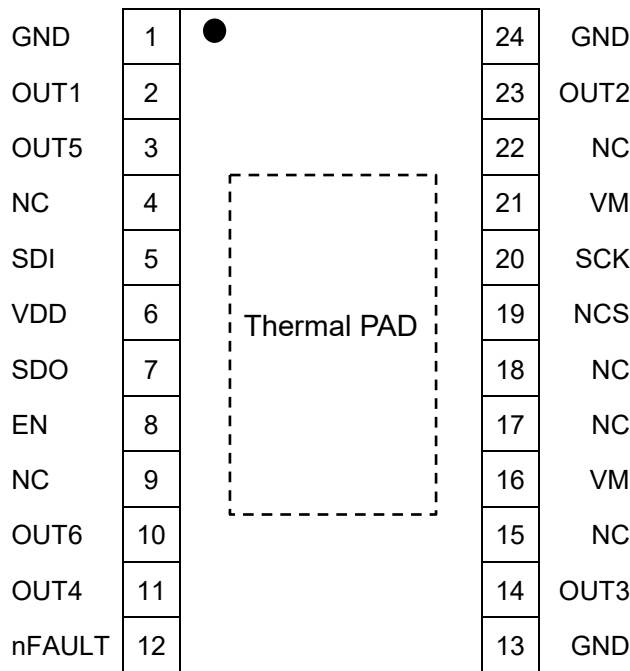 GND 1 24 GND
OUT1 2 23 OUT2
OUT5 3 22 NC
NC 4 21 VM
SDI 5 20 SCK
VDD 6 Thermal PAD 19 NCS
SDO 7 18 NC
EN 8 17 NC
NC 9 16 VM
OUT6 10 15 NC
OUT4 11 14 OUT3
nFAULT 12 13 GND